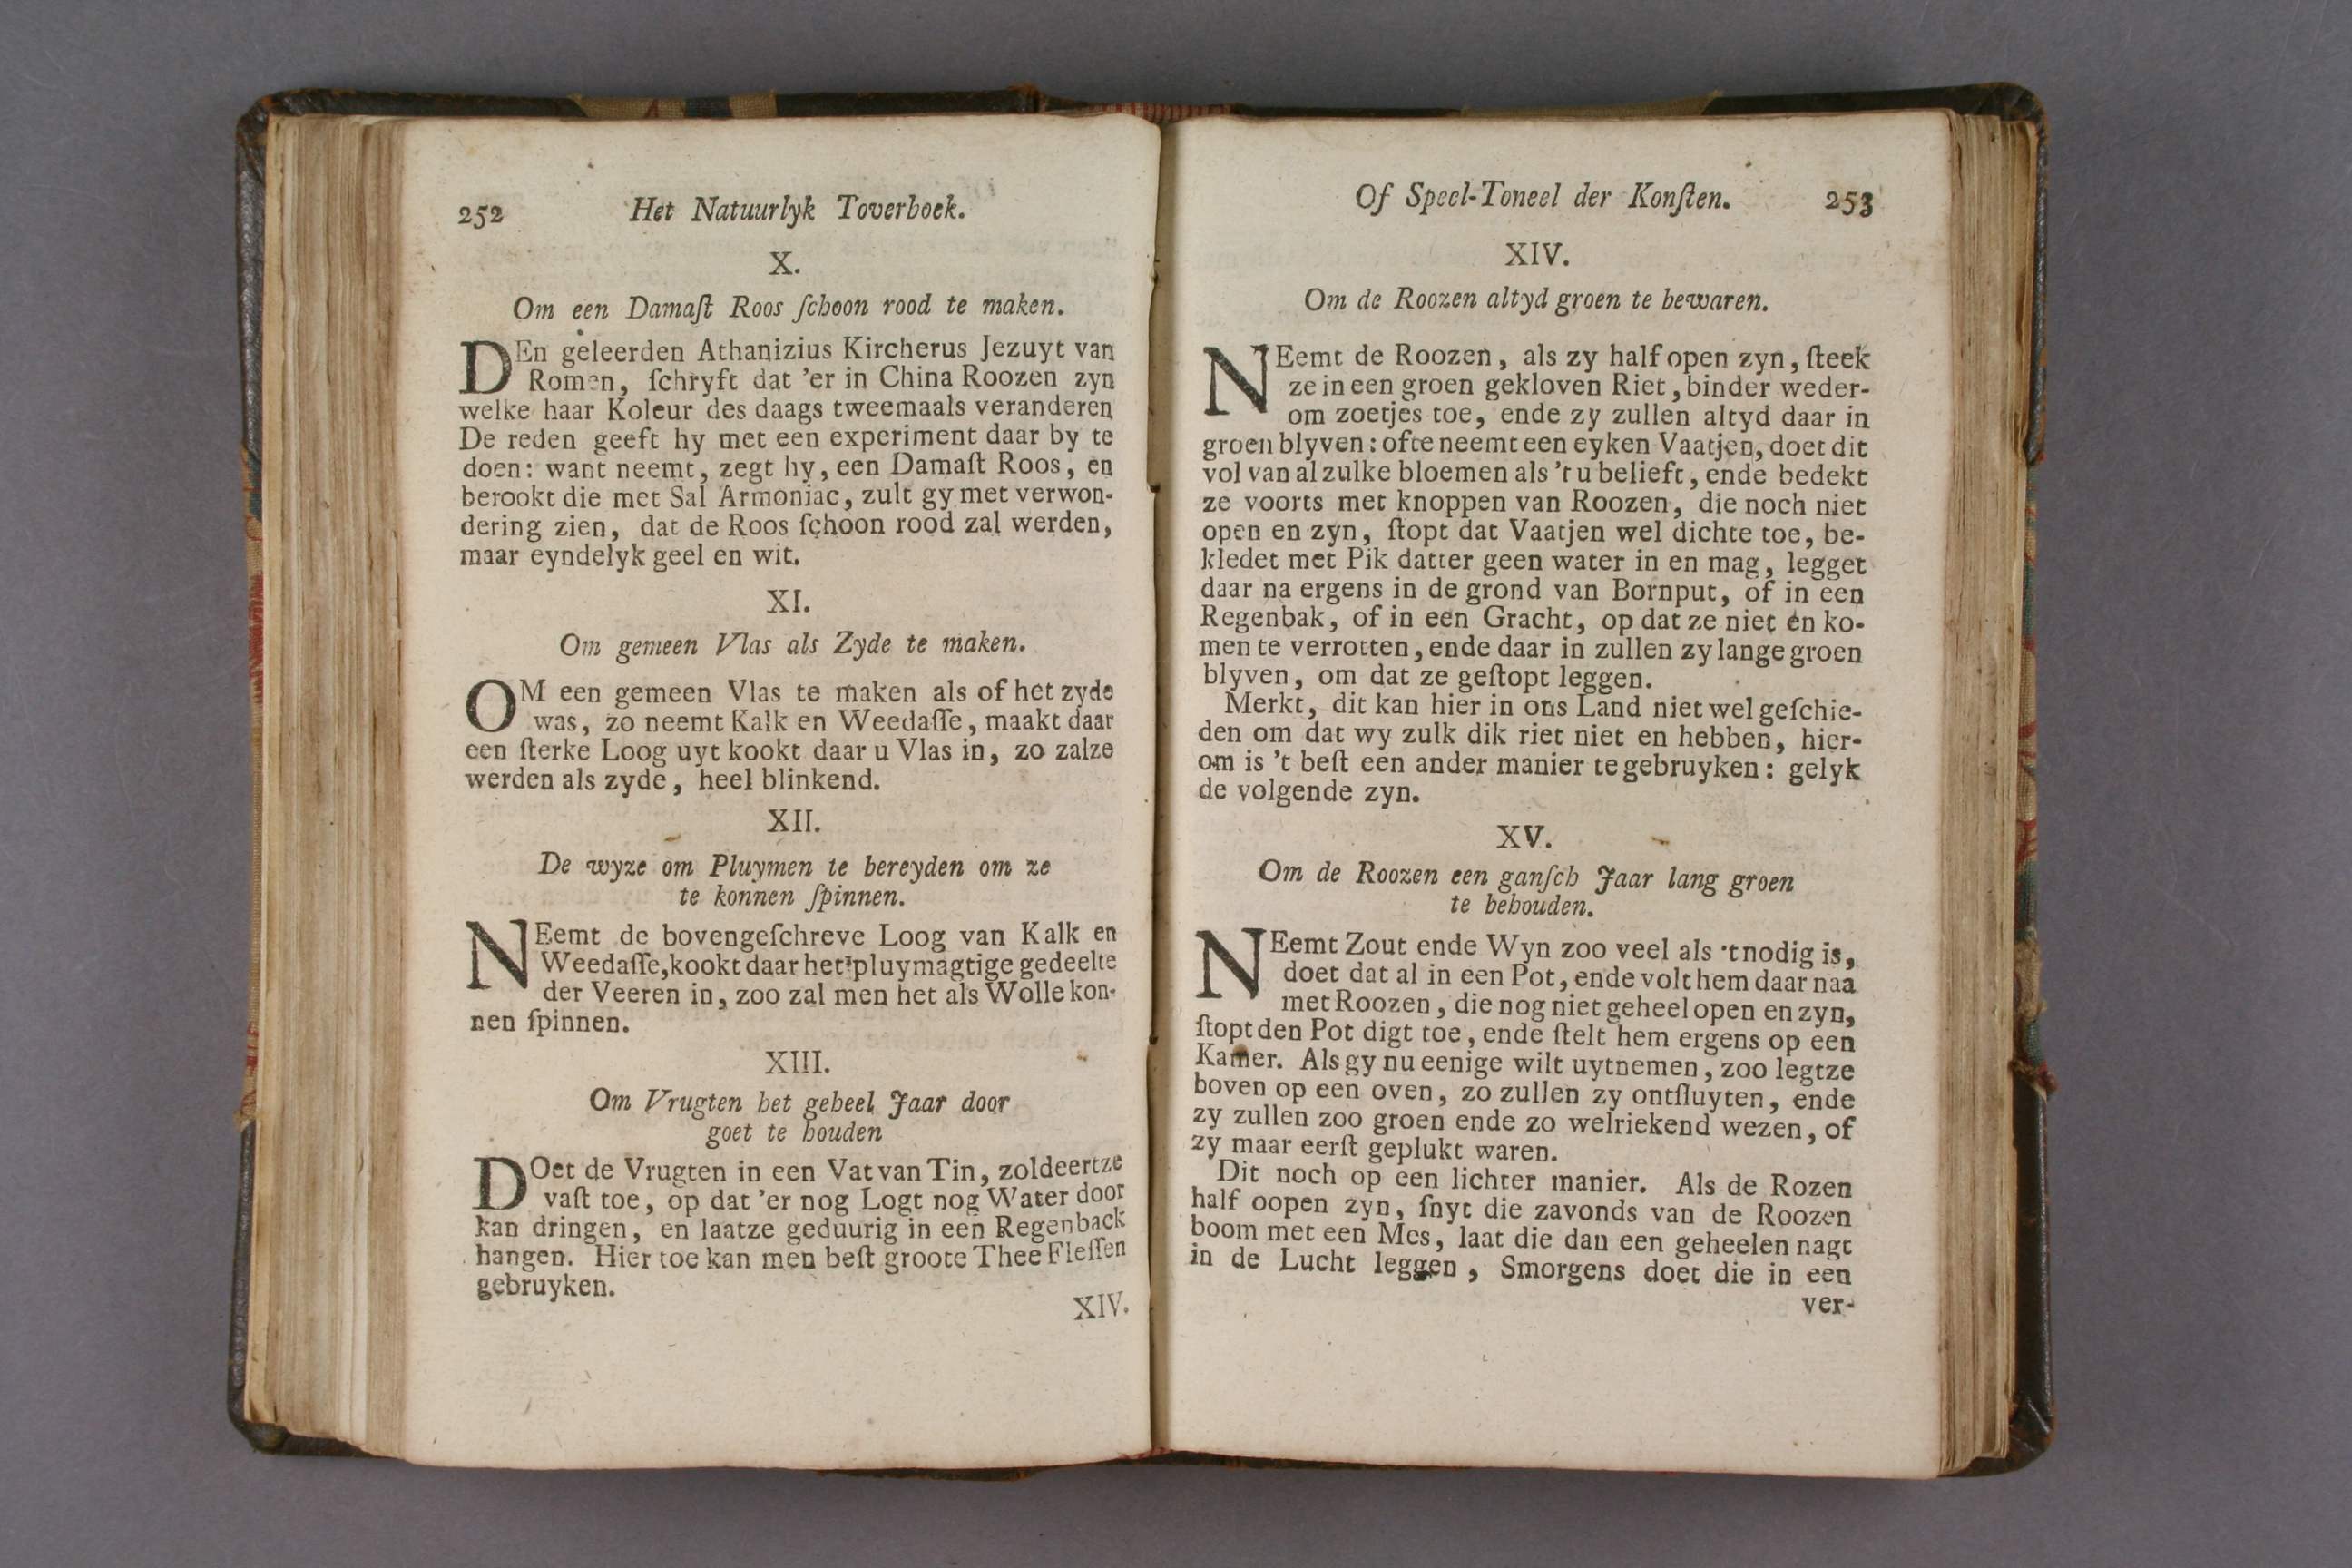 252 Het Natuurlyk Toverboek.
X.
Om een Damaſt Roos ſchoon rood te maken.
DEn geleerden Athanizius Kircherus Jezuyt van
Romen, ſchryft dat 'er in China Roozen zyn
welke haar Koleur des daags tweemaals veranderen
De reden geeft hy met een experiment daar by te
doen: want neemt, zegt hy, een Damaſt Roos, en
berookt die met Sal Armoniac, zult gy met verwon-
dering zien, dat de Roos ſchoon rood zal werden,
maar eyndelyk geel en wit.
XI.
Om gemeen Vlas als Zyde te maken.
OM een gemeen Vlas te maken als of het zyde
was, zo neemt Kalk en Weedaſſe, maakt daar
een ſterke Loog uyt kookt daar u Vlas in, zo zalze
werden als zyde, heel blinkend.
XII.
De wyze om Pluymen te bereyden om ze
te konnen ſpinnen.
NEemt de bovengeſchreve Loog van Kalk en
Weedaſſe, kookt daar het pluymagtige gedeelte
der Veeren in, zoo zal men het als Wolle kon-
nen ſpinnen.
XIII.
Om Vrugten het geheel Jaar door
goet te houden
DOet de Vrugten in een Vat van Tin, zoldeertze
vaſt toe, op dat 'er nog Logt nog Water door
kan dringen, en laatze geduurig in een Regenback
hangen. Hier toe kan men beſt groote Thee Fleſſen
gebruyken.
XIV.
Of Speel-Toneel der Konſten. 253
XIV.
Om de Roozen altyd groen te bewaren.
NEemt de Roozen, als zy half open zyn, ſteek
ze in een groen gekloven Riet, binder weder-
om zoetjes toe, ende zy zullen altyd daar in
groen blyven: ofte neemt een eyken Vaatjen, doet dit
vol van al zulke bloemen als 't u belieft, ende bedekt
ze voorts met knoppen van Roozen, die noch niet
open en zyn, ſtopt dat Vaatjen wel dichte toe, be-
kledet met Pik datter geen water in en mag, legget
daar na ergens in de grond van Bornput, of in een
Regenbak, of in een Gracht, op dat ze niet en ko-
men te verrotten, ende daar in zullen zy lange groen
blyven, om dat ze geſtopt leggen.
Merkt, dit kan hier in ons Land niet wel geſchie-
den om dat wy zulk dik riet niet en hebben, hier-
om is 't beſt een ander manier te gebruyken: gelyk
de volgende zyn.
XV.
Om de Roozen een ganſch Jaar lang groen
te behouden.
NEemt Zout ende Wyn zoo veel als 't nodig is,
doet dat al in een Pot, ende volt hem daar naa
met Roozen, die nog niet geheel open en zyn,
ſtopt den Pot digt toe, ende ſtelt hem ergens op een
Kamer. Als gy nu eenige wilt uytnemen, zoo legtze
boven op een oven, zo zullen zy ontſluyten, ende
zy zullen zoo groen ende zo welriekend wezen, of
zy maar eerſt geplukt waren.
Dit noch op een lichter manier. Als de Rozen
half oopen zyn, ſnyt die zavonds van de Roozen
boom met een Mes, laat die dan een geheelen nagt
in de Lucht leggen, Smorgens doet die in een
ver-